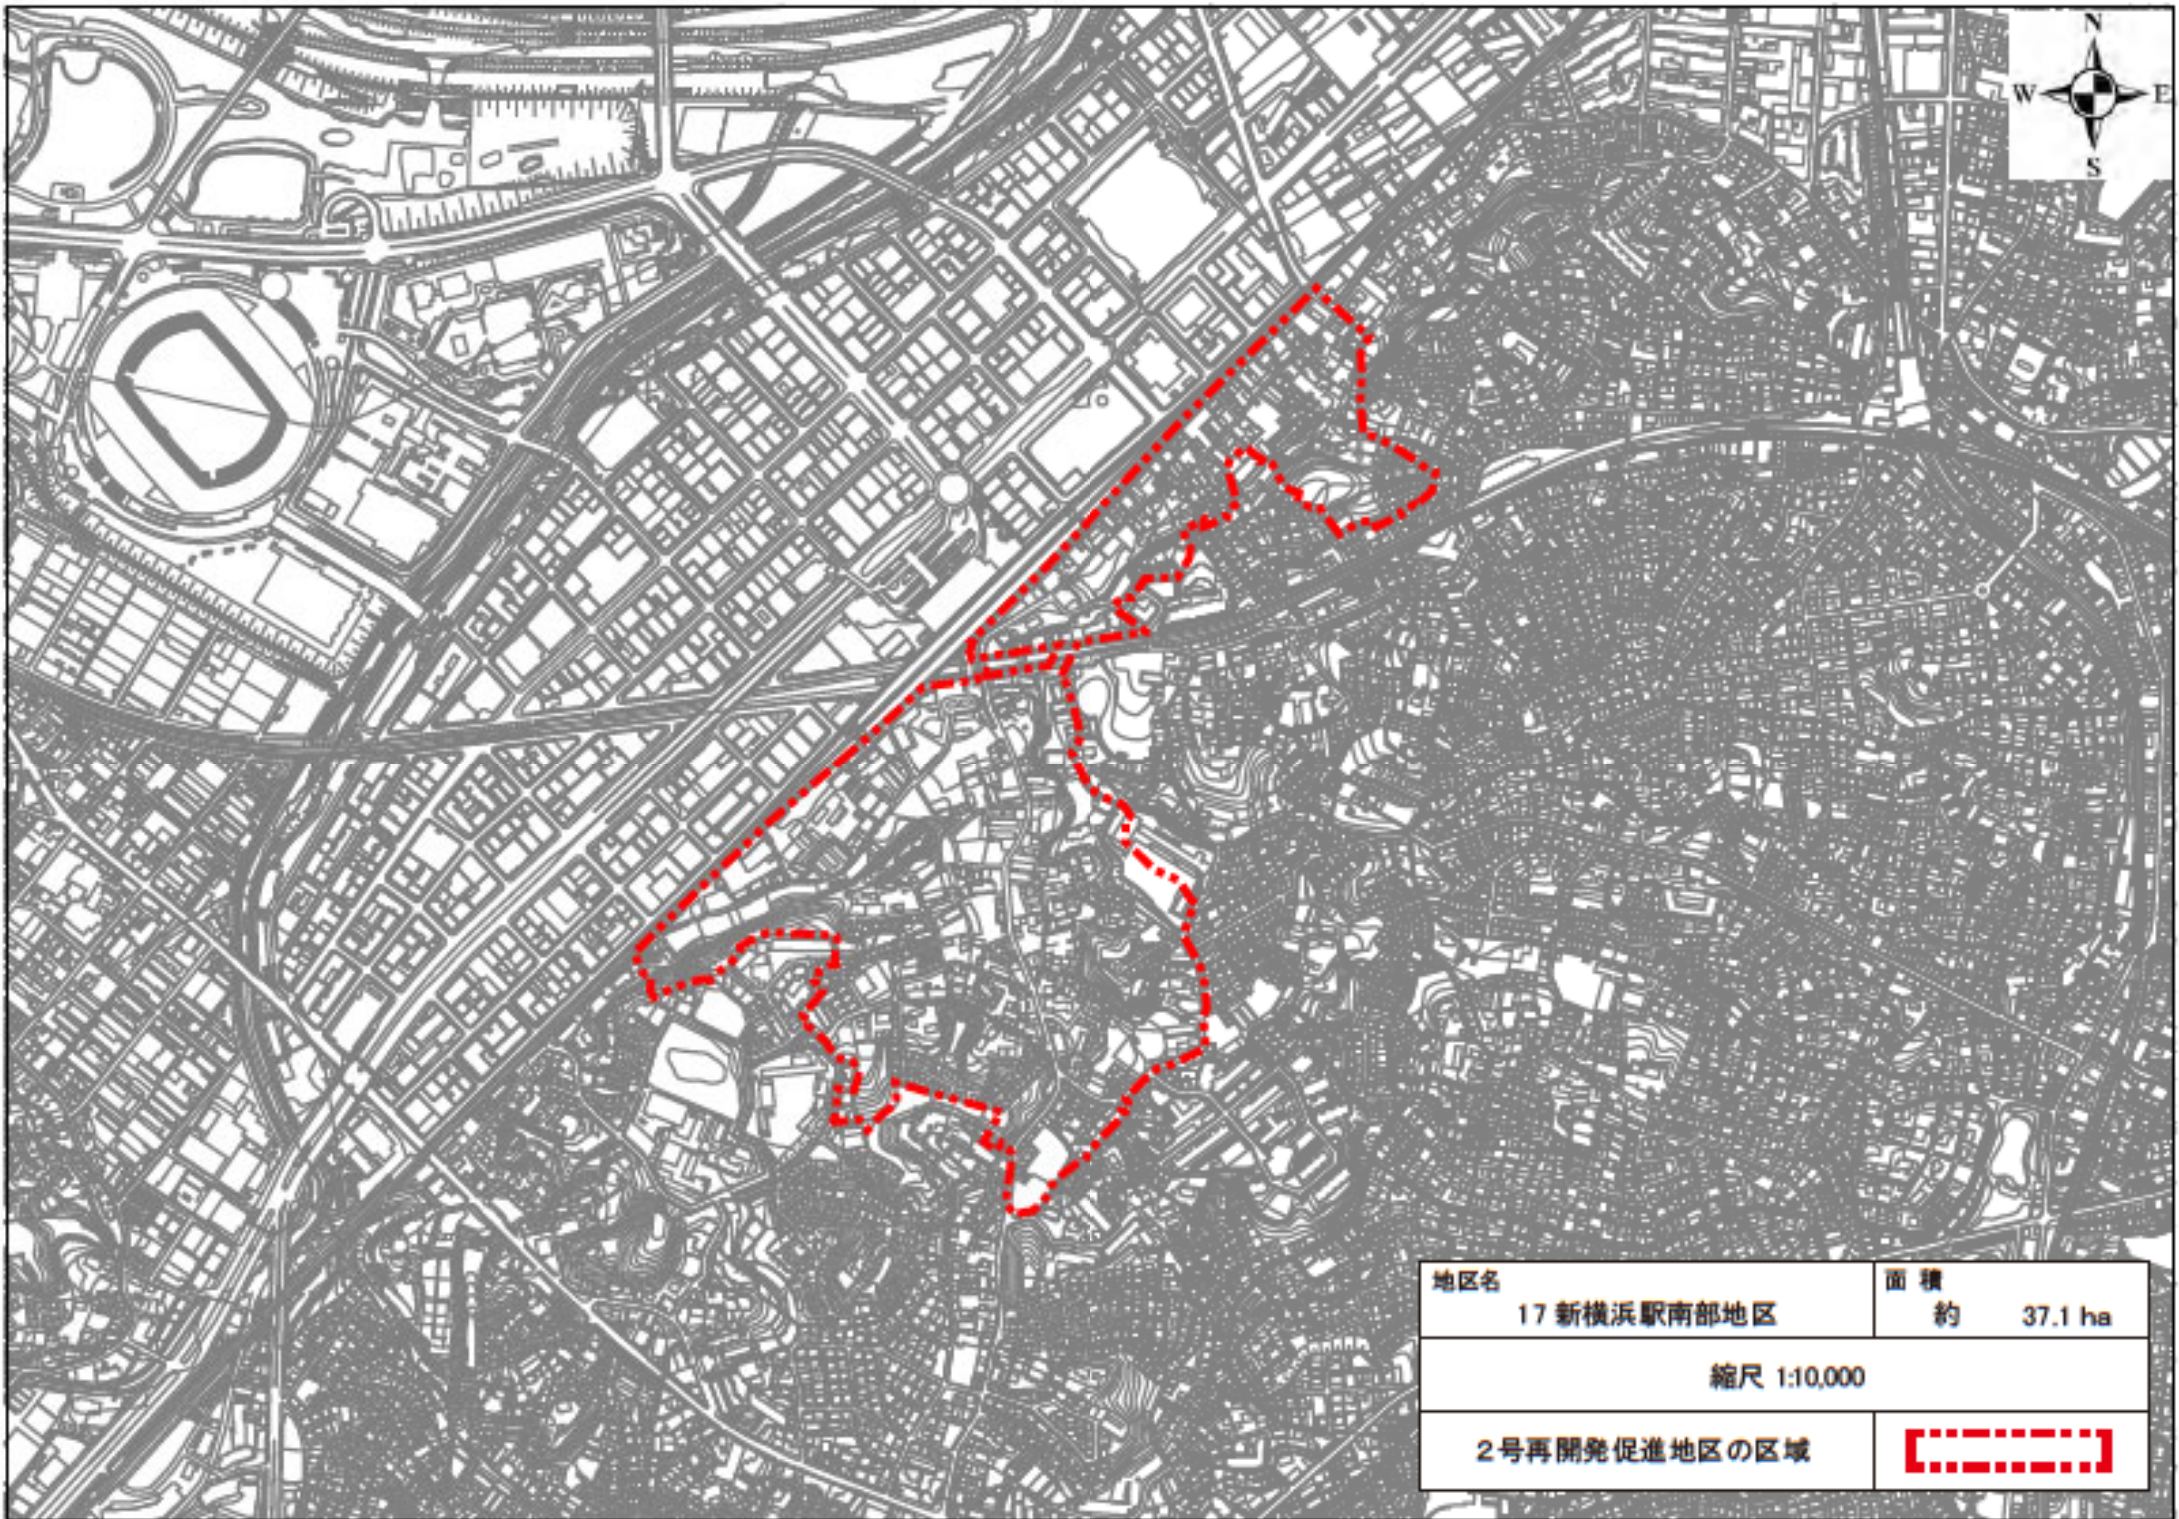 N
W E
S
地区名
17 新横浜駅南部地区
面 積
約 37.1 ha
縮尺 1:10,000
2号再開発促進地区の区域